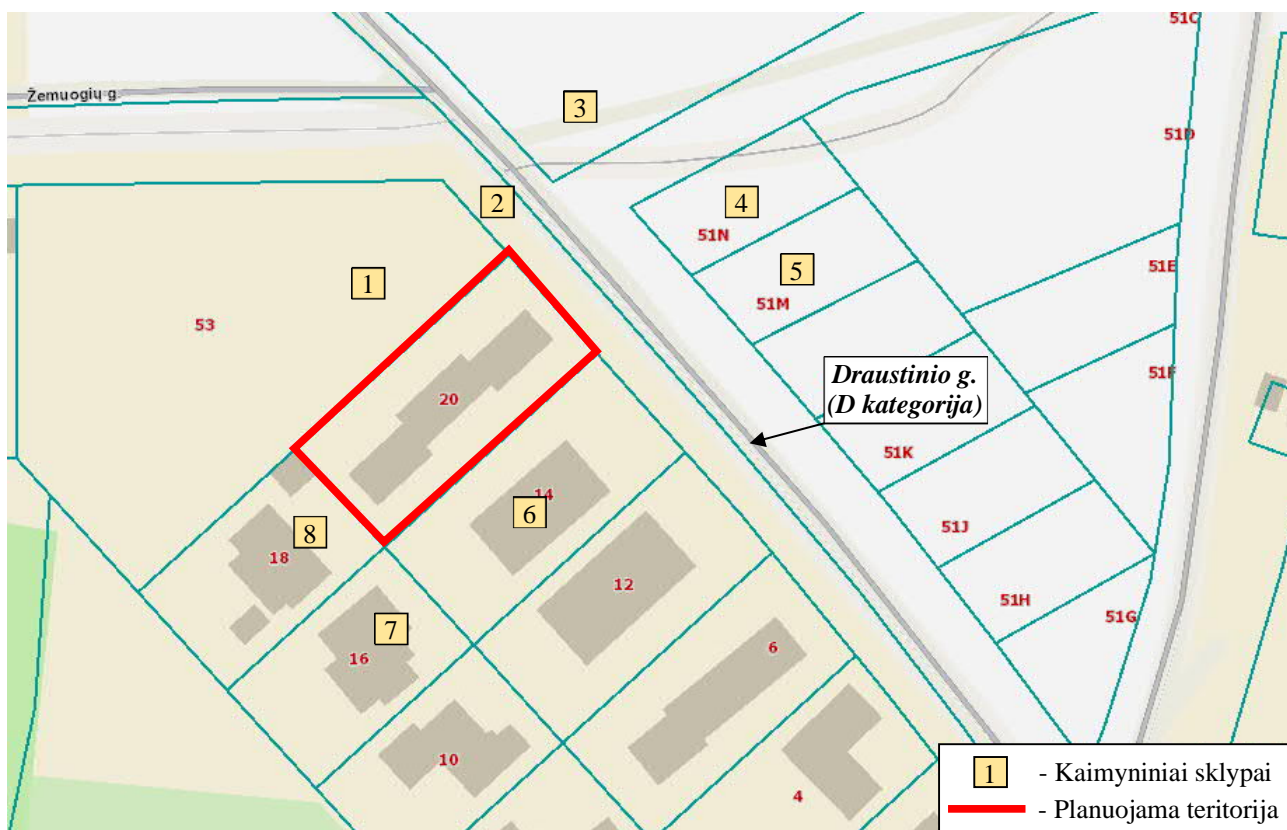 51C
Žemuogių g.
3
51D
2
4
51N
1
5
51E
51M
53
Draustinio g.
(D kategorija)
51F
20
51K
14
6
8
51J
18
12
51H
51G
7
16
6
10
4
1 - Kaimyniniai sklypai
- Planuojama teritorija